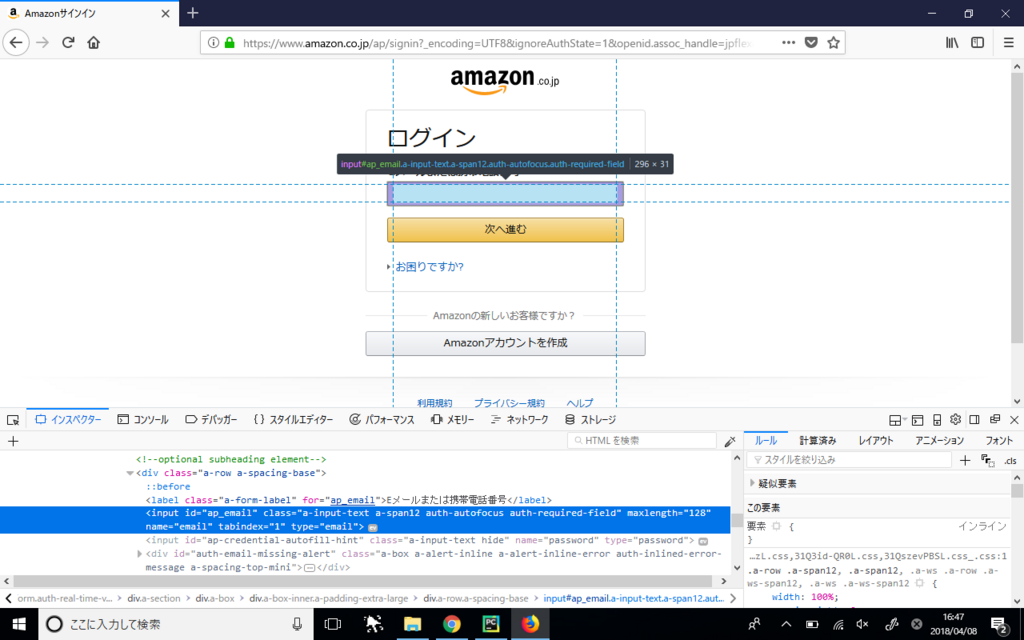 Amazonサインイン
https://www.amazon.co.jp/ap/signin?_encoding=UTF8&ignoreAuthState=1&openid.assoc_handle=jpfle
amazon.co.jp
ログイン
input#ap_email.a-input-text.a-span12.auth-autofocus.auth-required-field 296 × 31
次へ進む
お困りですか?
Amazonの新しいお客様ですか？
Amazonアカウントを作成
利用規約 プライバシー規約 ヘルプ
インスペクター コンソール デバッガー スタイルエディター パフォーマンス メモリー ネットワーク ストレージ
HTML を検索
ルール 計算済み レイアウト アニメーション フォント
<!--optional subheading element-->
<div class="a-row a-spacing-base">
::before
<label class="a-form-label" for="ap_email">Eメールまたは携帯電話番号</label>
<input id="ap_email" class="a-input-text a-span12 auth-autofocus auth-required-field" maxlength="128"
name="email" tabindex="1" type="email"> ev
<input id="ap-credential-autofill-hint" class="a-input-text hide" name="password" type="password"> ev
<div id="auth-email-missing-alert" class="a-box a-alert-inline a-alert-inline-error auth-inlined-error-
message a-spacing-top-mini"></div>
スタイルを絞り込み .cls
疑似要素
この要素
要素 { インライン
}
…zL.css,31Q3id-QR0L.css,31QszevPBSL.css_.css:1
.a-row .a-span12, .a-span12, .a-ws .a-row .a-
ws-span12, .a-ws .a-ws-span12 {
width: 100%;
orm.auth-real-time-v… div.a-section div.a-box div.a-box-inner.a-padding-extra-large div.a-row.a-spacing-base input#ap_email.a-input-text.a-span12.aut…
ここに入力して検索
16:47
2018/04/08
2